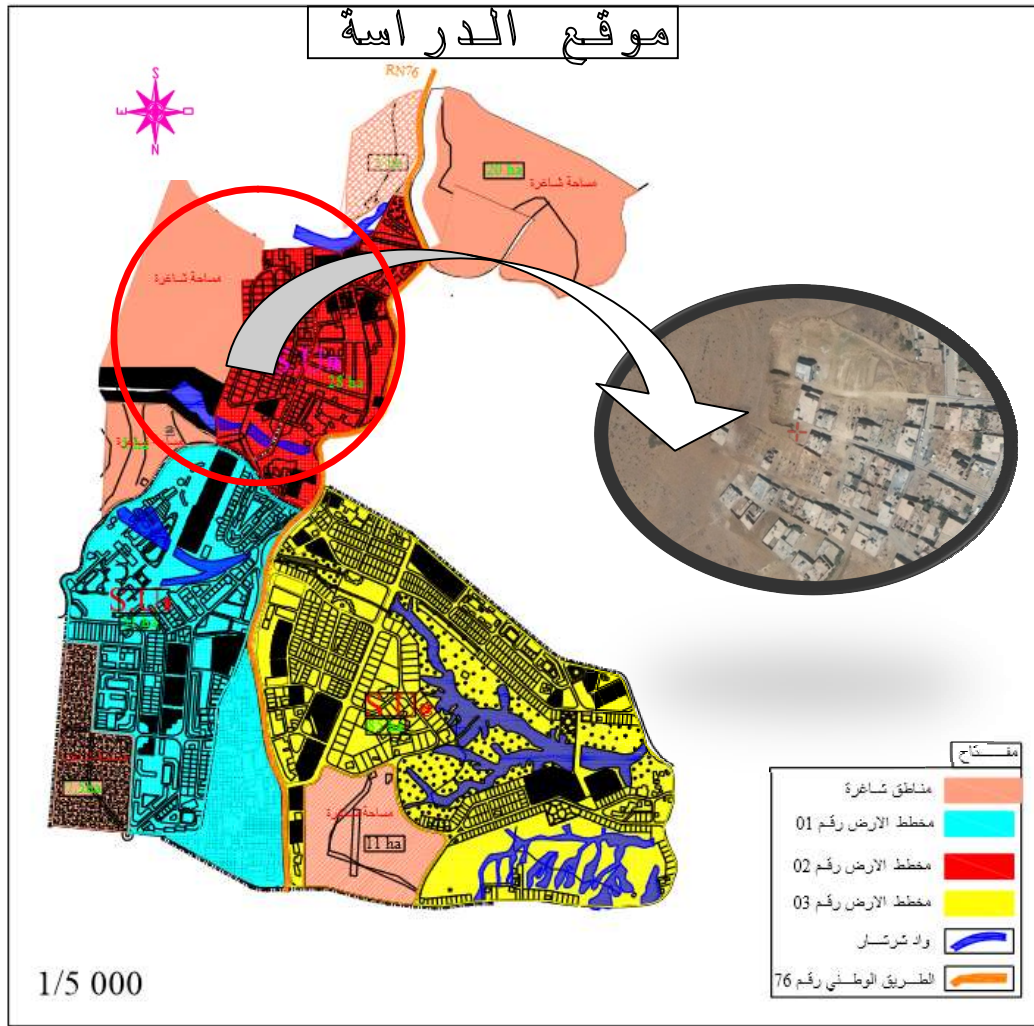 موقع الدراسة
RN76
S
E
O
N
20 ha
مساحة شاغرة
مساحة شاغرة
28 ha
مساحة شاغرة
11 ha
مفتاح
مناطق شاغرة
مخطط الارض رقم 01
مخطط الارض رقم 02
مخطط الارض رقم 03
واد ثرثار
الطريق الوطني رقم 76
1/5 000